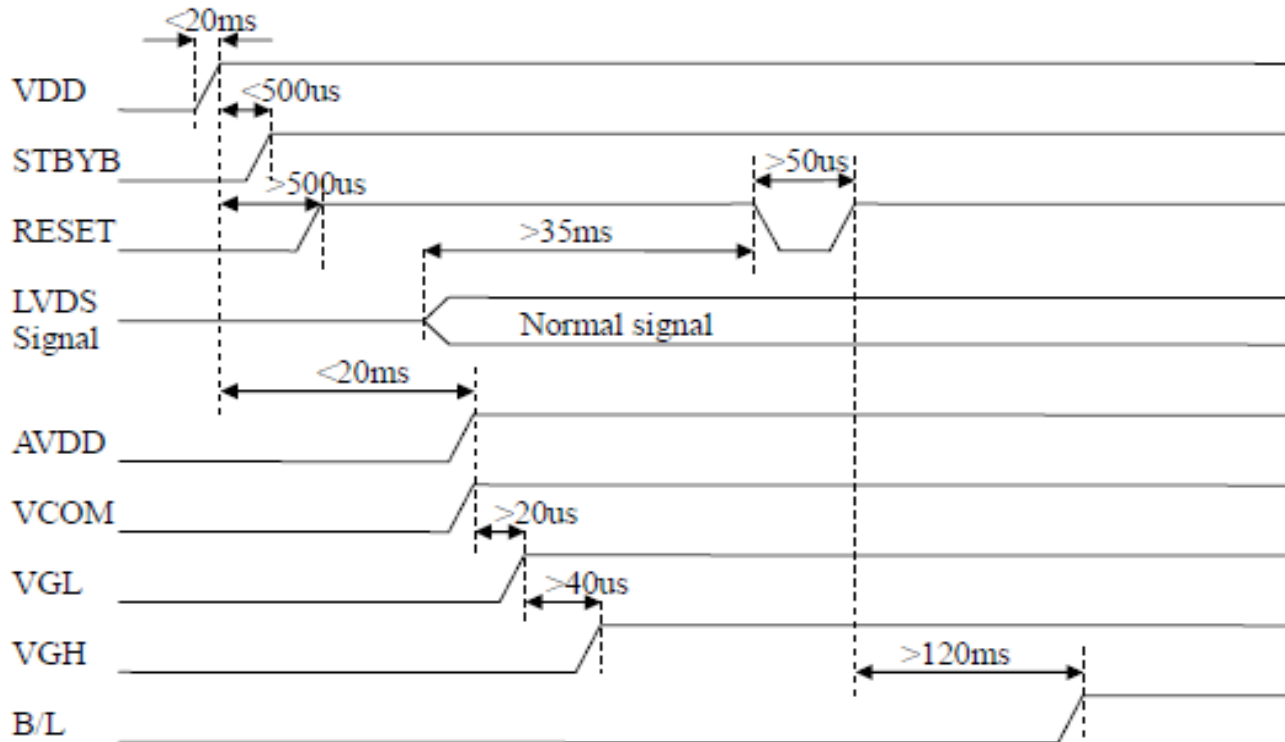 <20ms
VDD
<500us
STBYB
>50us
>500us
RESET
>35ms
LVDS
Signal
Normal signal
<20ms
AVDD
VCOM
>20us
VGL
>40us
VGH
>120ms
B/L